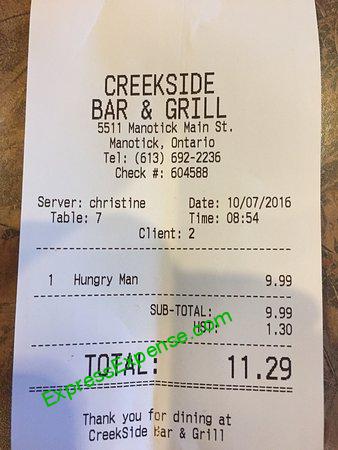 CREEKSIDE
BAR & GRILL
5511 Manotick Main St.
Manotick, Ontario
Tel: (613) 692-2236
Check #: 604588
Server: christine Date: 10/07/2016
Table: 7 Time: 08:54
Client: 2
1 Hungry Man 9.99
SUB-TOTAL: 9.99
HST: 1.30
TOTAL: 11.29
ExpressExpense.com
Thank you for dining at
CreekSide Bar & Grill